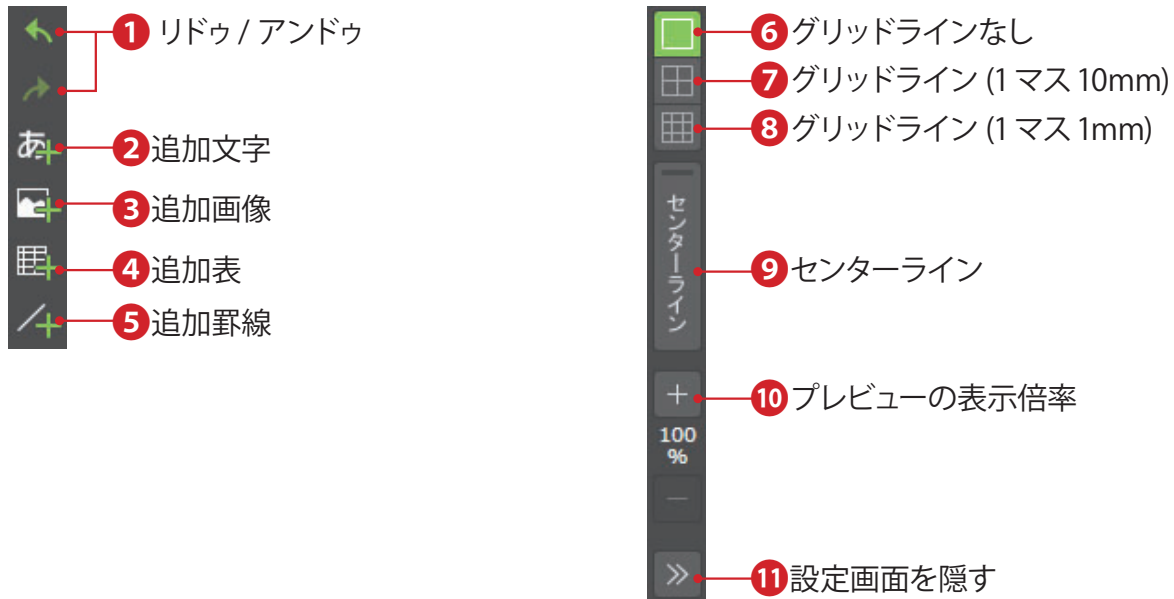 1 リドゥ / アンドゥ
あ
2 追加文字
3 追加画像
4 追加表
5 追加罫線
6 グリッドラインなし
7 グリッドライン (1 マス 10mm)
8 グリッドライン (1 マス 1mm)
センターライン
9 センターライン
10 プレビューの表示倍率
100
%
11 設定画面を隠す